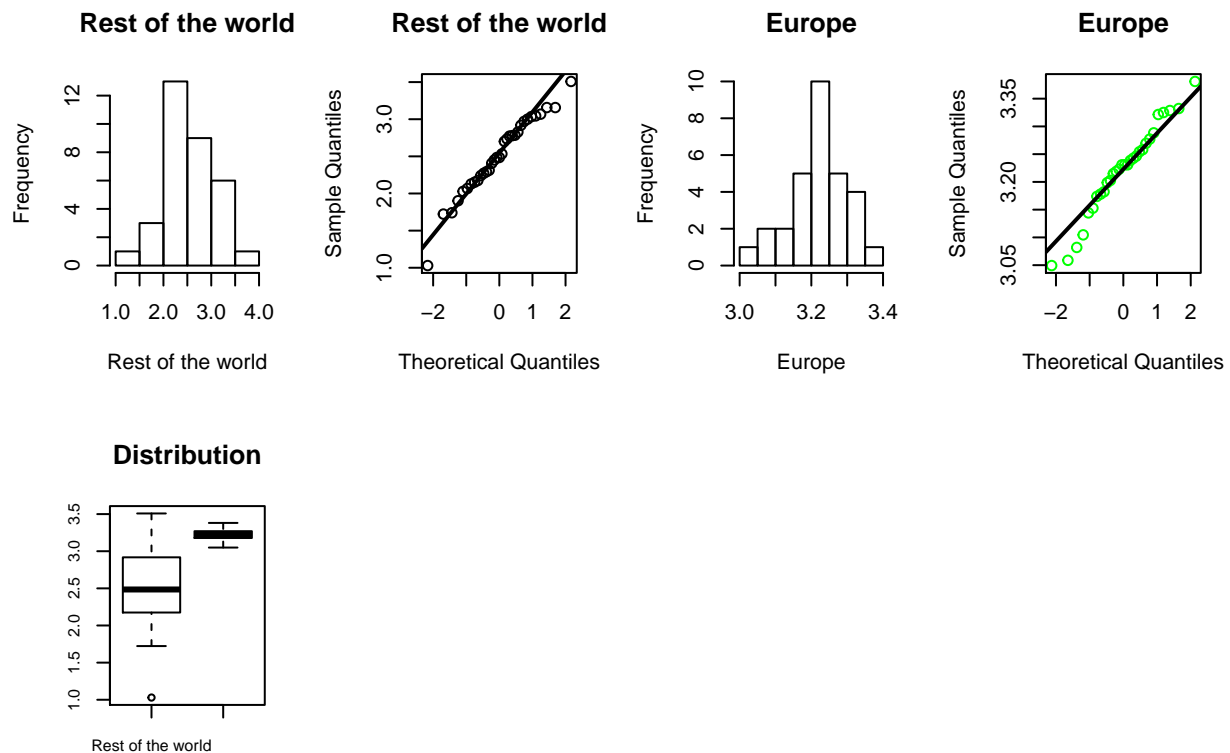 Rest of the world
Frequency
0 3 6 9 12
1.0 2.0 3.0 4.0
Rest of the world
Rest of the world
Sample Quantiles
1.0 2.0 3.0
−2 0 1 2
Theoretical Quantiles
Europe
Frequency
0 2 4 6 8 10
3.0 3.2 3.4
Europe
Europe
Sample Quantiles
3.05 3.20 3.35
−2 0 1 2
Theoretical Quantiles
Distribution
1.0 1.5 2.0 2.5 3.0 3.5
Rest of the world